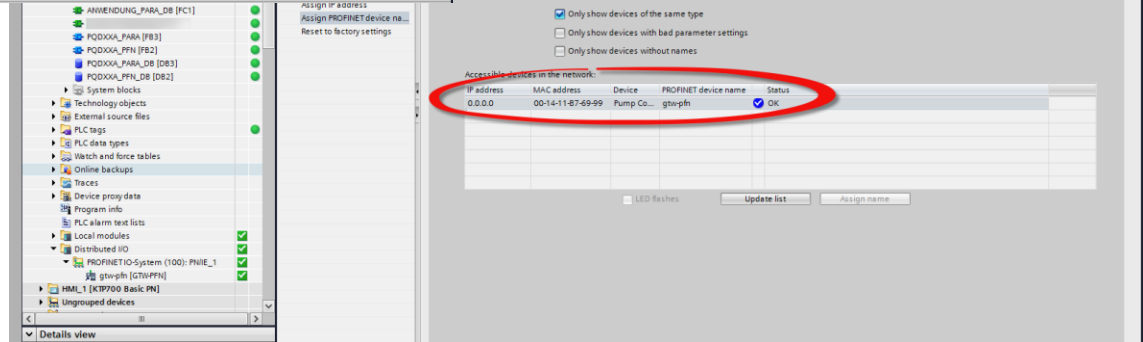 ANWENDUNG_PARA_DB [FC1]
PQDXXA_PARA [FB3]
PQDXXA_PFN [FB2]
PQDXXA_PARA_DB [DB3]
PQDXXA_PFN_DB [DB2]
System blocks
Technology objects
External source files
PLC tags
PLC data types
Watch and force tables
Online backups
Traces
Device proxy data
Program info
PLC alarm text lists
Local modules
Distributed I/O
PROFINET IO-System (100): PN/IE_1
gtw-pfn [GTW-PFN]
HMI_1 [KTP700 Basic PN]
Ungrouped devices
Details view
Assign IP address
Assign PROFINET device na...
Reset to factory settings
Only show devices of the same type
Only show devices with bad parameter settings
Only show devices without names
Accessible devices in the network:
IP address MAC address Device PROFINET device name Status
0.0.0.0 00-14-11-87-69-99 Pump Co... gtw-pfn OK
LED flashes Update list Assign name